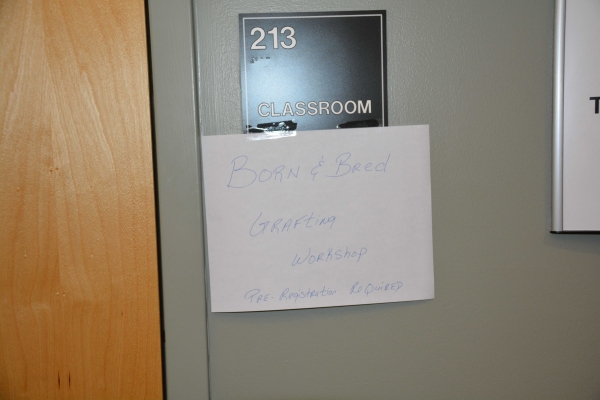 213
CLASSROOM
BORN & BRed
GRAFting
WORKshop
PRE-Registration REQUIRED
T